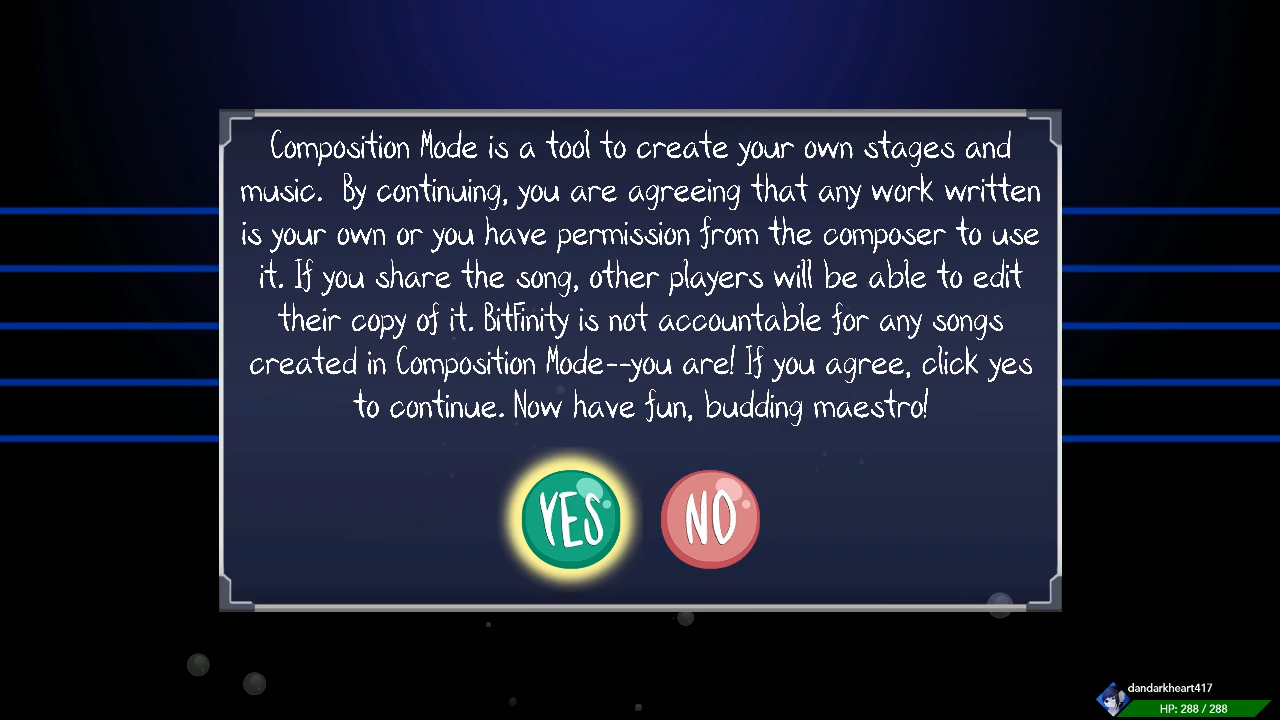 Composition Mode is a tool to create your own stages and
music. By continuing, you are agreeing that any work written
is your own or you have permission from the composer to use
it. If you share the song, other players will be able to edit
their copy of it. BitFinity is not accountable for any songs
created in Composition Mode--you are! If you agree, click yes
to continue. Now have fun, budding maestro!
YES NO
dandarkheart417
HP: 288 / 288